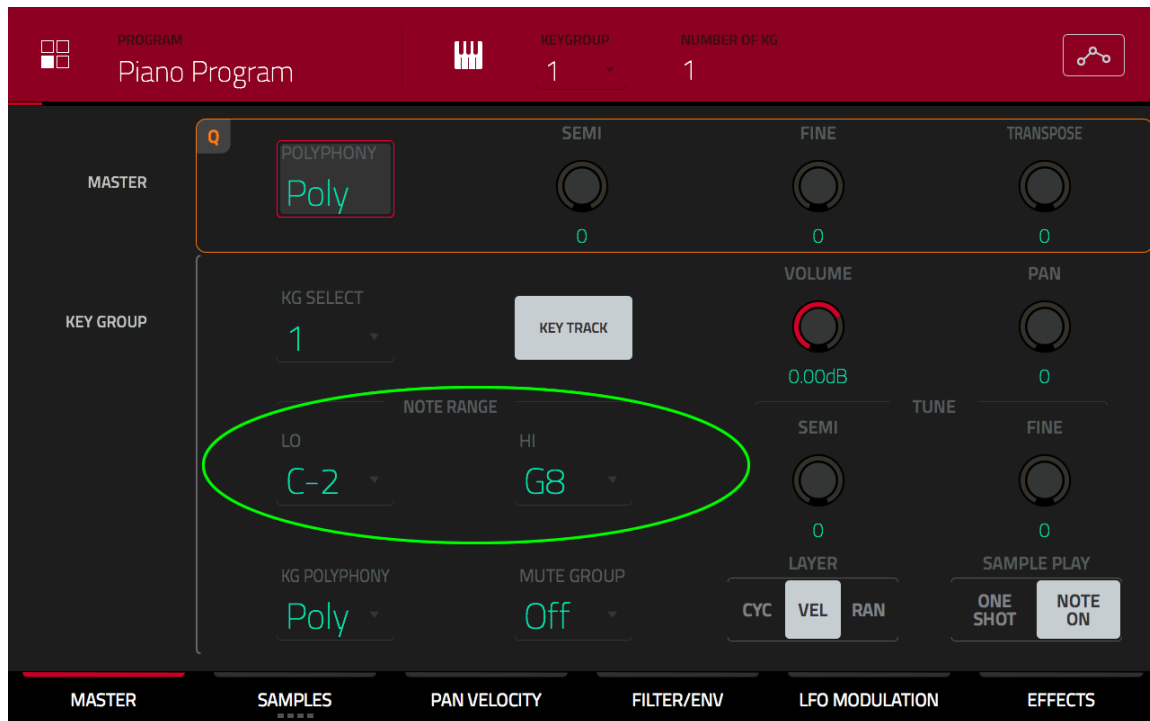 PROGRAM
Piano Program
KEYGROUP
1
NUMBER OF KG
1
MASTER
Q
POLYPHONY
Poly
SEMI
0
FINE
0
TRANSPOSE
0
KEY GROUP
KG SELECT
1
KEY TRACK
VOLUME
0.00dB
PAN
0
NOTE RANGE
LO
C-2
HI
G8
TUNE
SEMI
0
FINE
0
KG POLYPHONY
Poly
MUTE GROUP
Off
LAYER
CYC VEL RAN
SAMPLE PLAY
ONE SHOT
NOTE ON
MASTER SAMPLES PAN VELOCITY FILTER/ENV LFO MODULATION EFFECTS